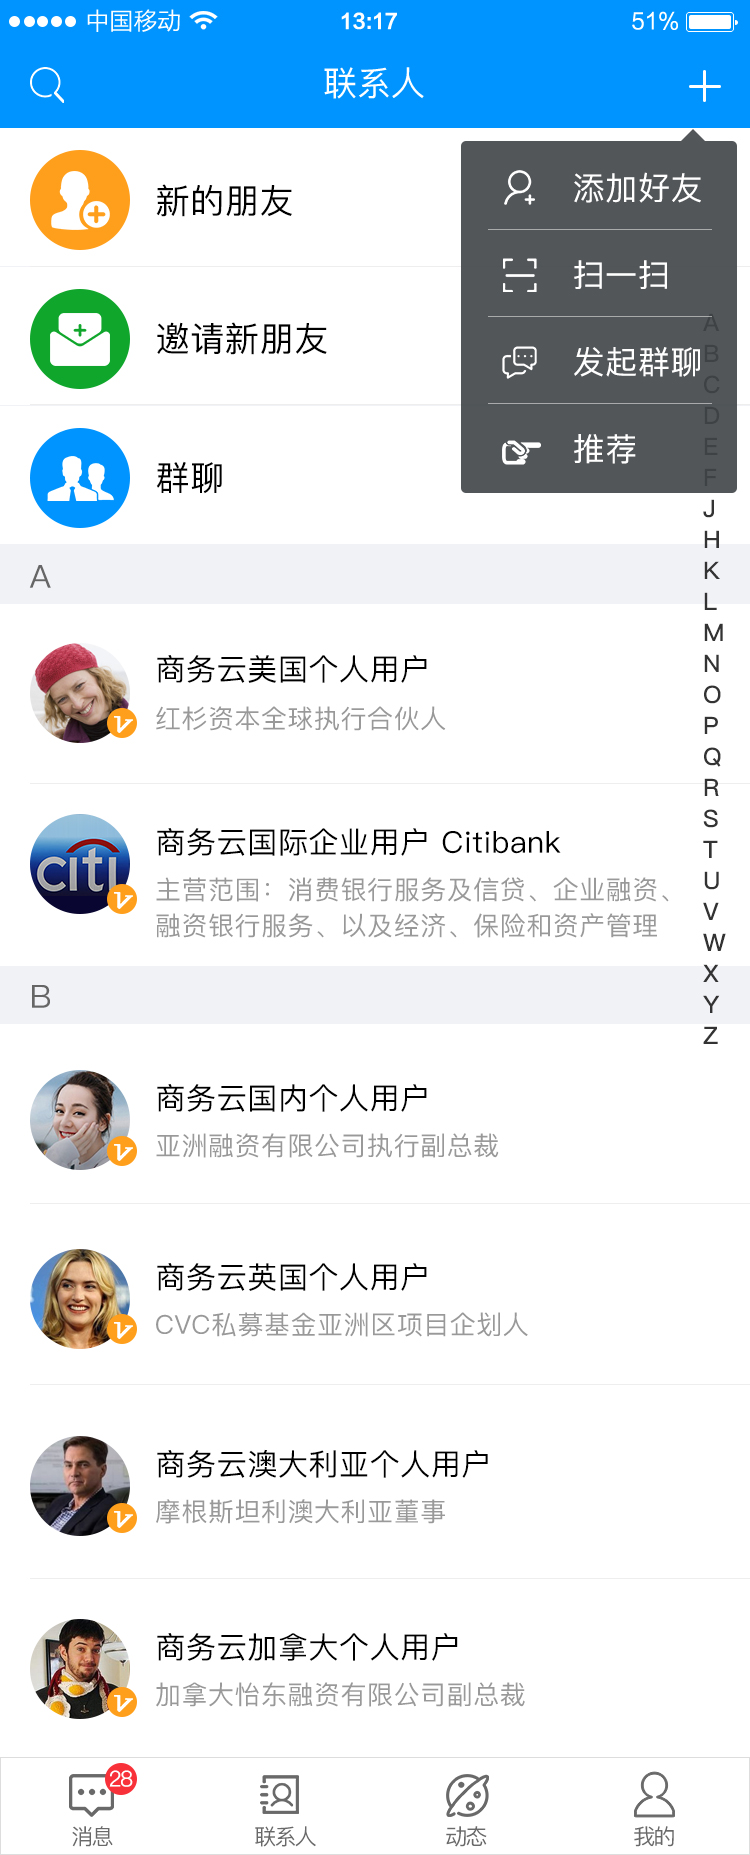 中国移动
13:17
51%
联系人
新的朋友
邀请新朋友
群聊
添加好友
扫一扫
发起群聊
推荐
A
B
C
D
E
F
J
H
K
L
M
N
O
P
Q
R
S
T
U
V
W
X
Y
Z
A
商务云美国个人用户
红杉资本全球执行合伙人
citi
商务云国际企业用户 Citibank
主营范围：消费银行服务及信贷、企业融资、
融资银行服务、以及经济、保险和资产管理
B
商务云国内个人用户
亚洲融资有限公司执行副总裁
商务云英国个人用户
CVC私募基金亚洲区项目企划人
商务云澳大利亚个人用户
摩根斯坦利澳大利亚董事
商务云加拿大个人用户
加拿大怡东融资有限公司副总裁
28
消息
联系人
动态
我的